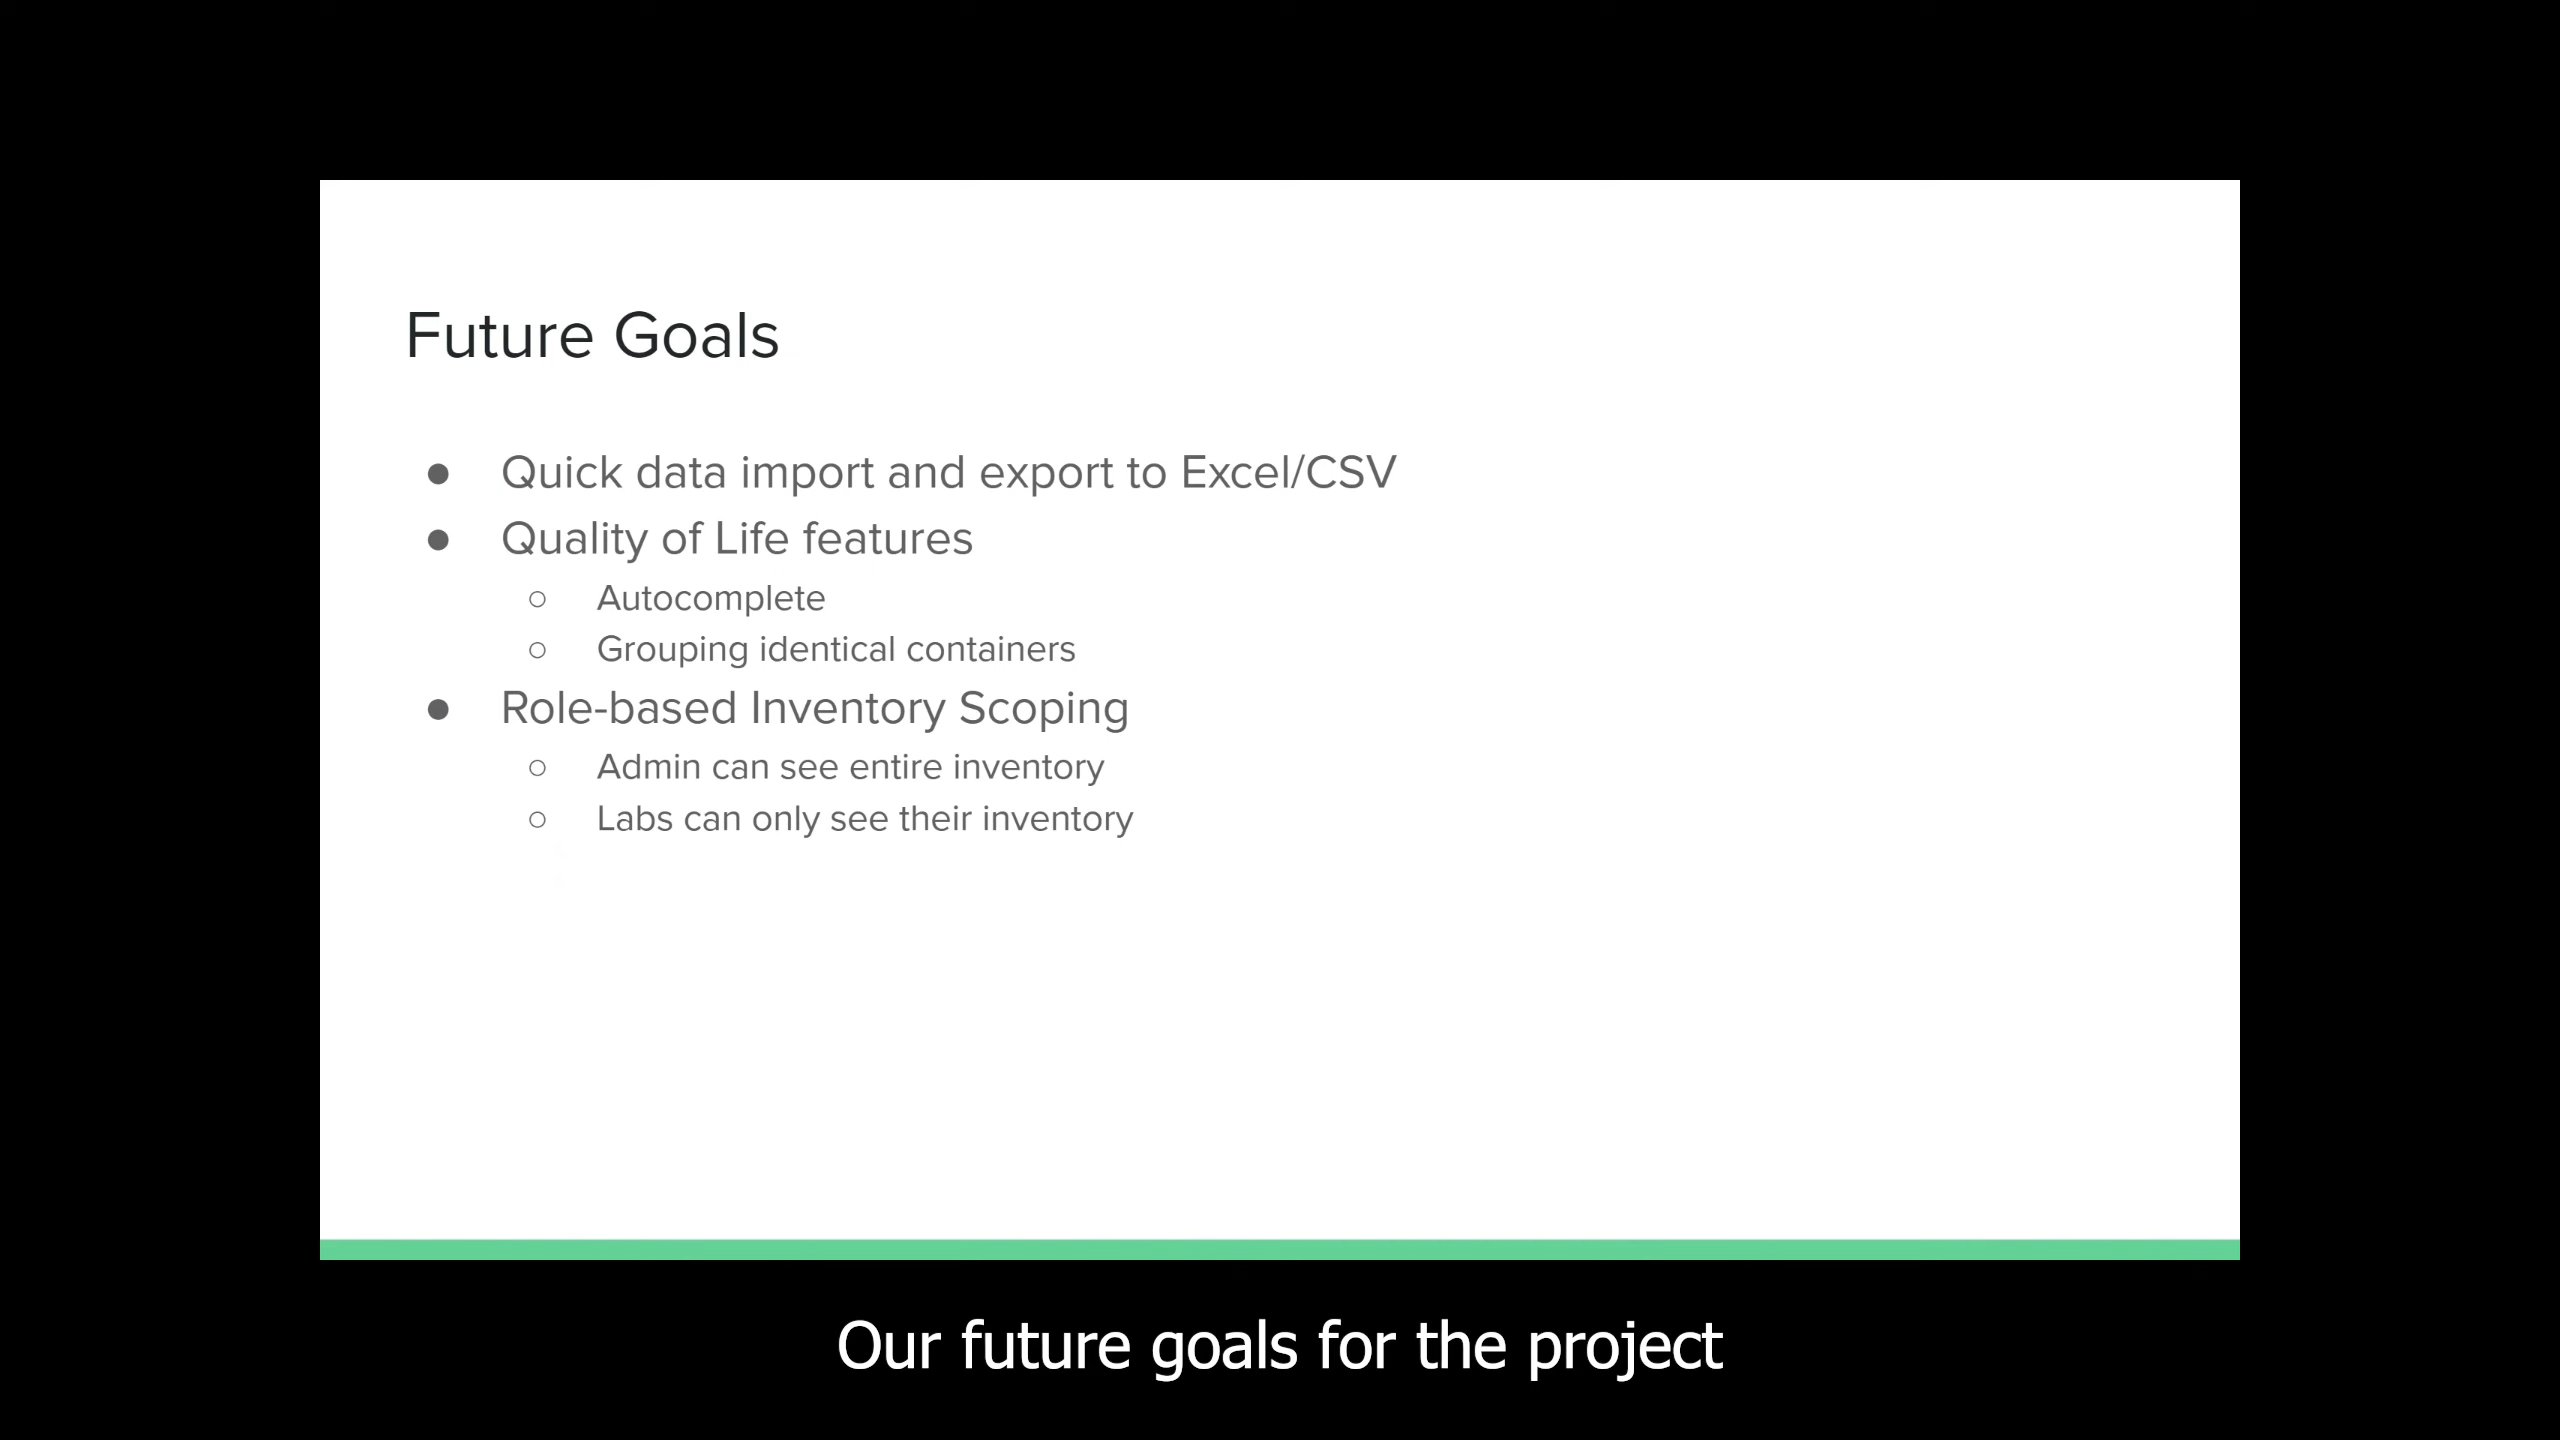 Future Goals
● Quick data import and export to Excel/CSV
● Quality of Life features
○ Autocomplete
○ Grouping identical containers
● Role-based Inventory Scoping
○ Admin can see entire inventory
○ Labs can only see their inventory
Our future goals for the project